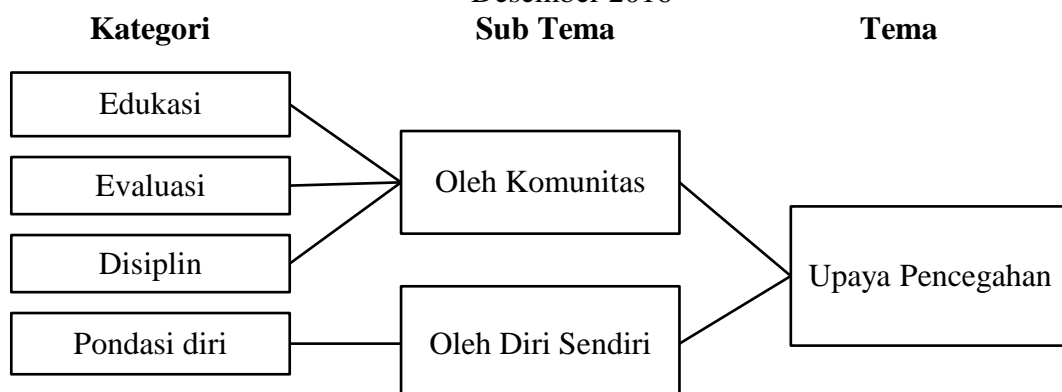 Kategori Sub Tema Tema
Edukasi
Evaluasi
Disiplin
Pondasi diri
Oleh Komunitas
Oleh Diri Sendiri
Upaya Pencegahan